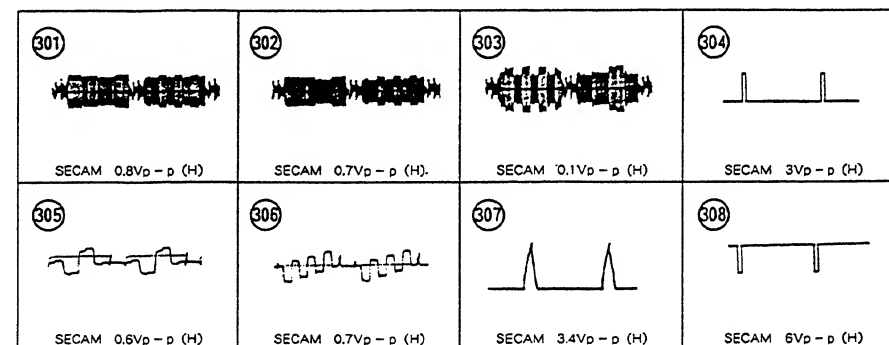 301 302 303 304
SECAM 0.8Vp-p (H) SECAM 0.7Vp-p (H). SECAM 0.1Vp-p (H) SECAM 3Vp-p (H)
305 306 307 308
SECAM 0.6Vp-p (H) SECAM 0.7Vp-p (H) SECAM 3.4Vp-p (H) SECAM 6Vp-p (H)